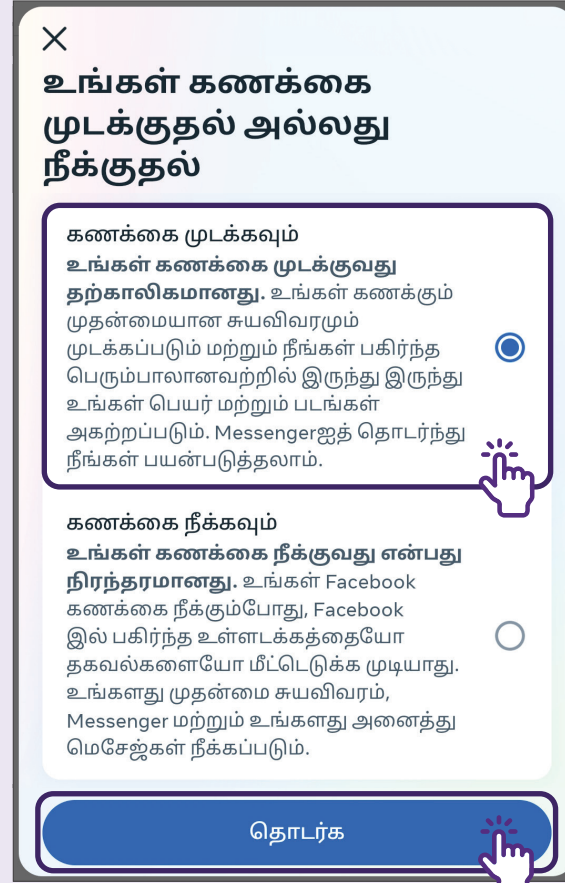 உங்கள் கணக்கை
முடக்குதல் அல்லது
நீக்குதல்
கணக்கை முடக்கவும்
உங்கள் கணக்கை முடக்குவது
தற்காலிகமானது. உங்கள் கணக்கும்
முதன்மையான சுயவிவரமும்
முடக்கப்படும் மற்றும் நீங்கள் பகிர்ந்த
பெரும்பாலானவற்றில் இருந்து இருந்து
உங்கள் பெயர் மற்றும் படங்கள்
அகற்றப்படும். Messengerஐத் தொடர்ந்து
நீங்கள் பயன்படுத்தலாம்.
கணக்கை நீக்கவும்
உங்கள் கணக்கை நீக்குவது என்பது
நிரந்தரமானது. உங்கள் Facebook
கணக்கை நீக்கும்போது, Facebook
இல் பகிர்ந்த உள்ளடக்கத்தையோ
தகவல்களையோ மீட்டெடுக்க முடியாது.
உங்களது முதன்மை சுயவிவரம்,
Messenger மற்றும் உங்களது அனைத்து
மெசேஜ்கள் நீக்கப்படும்.
தொடர்க